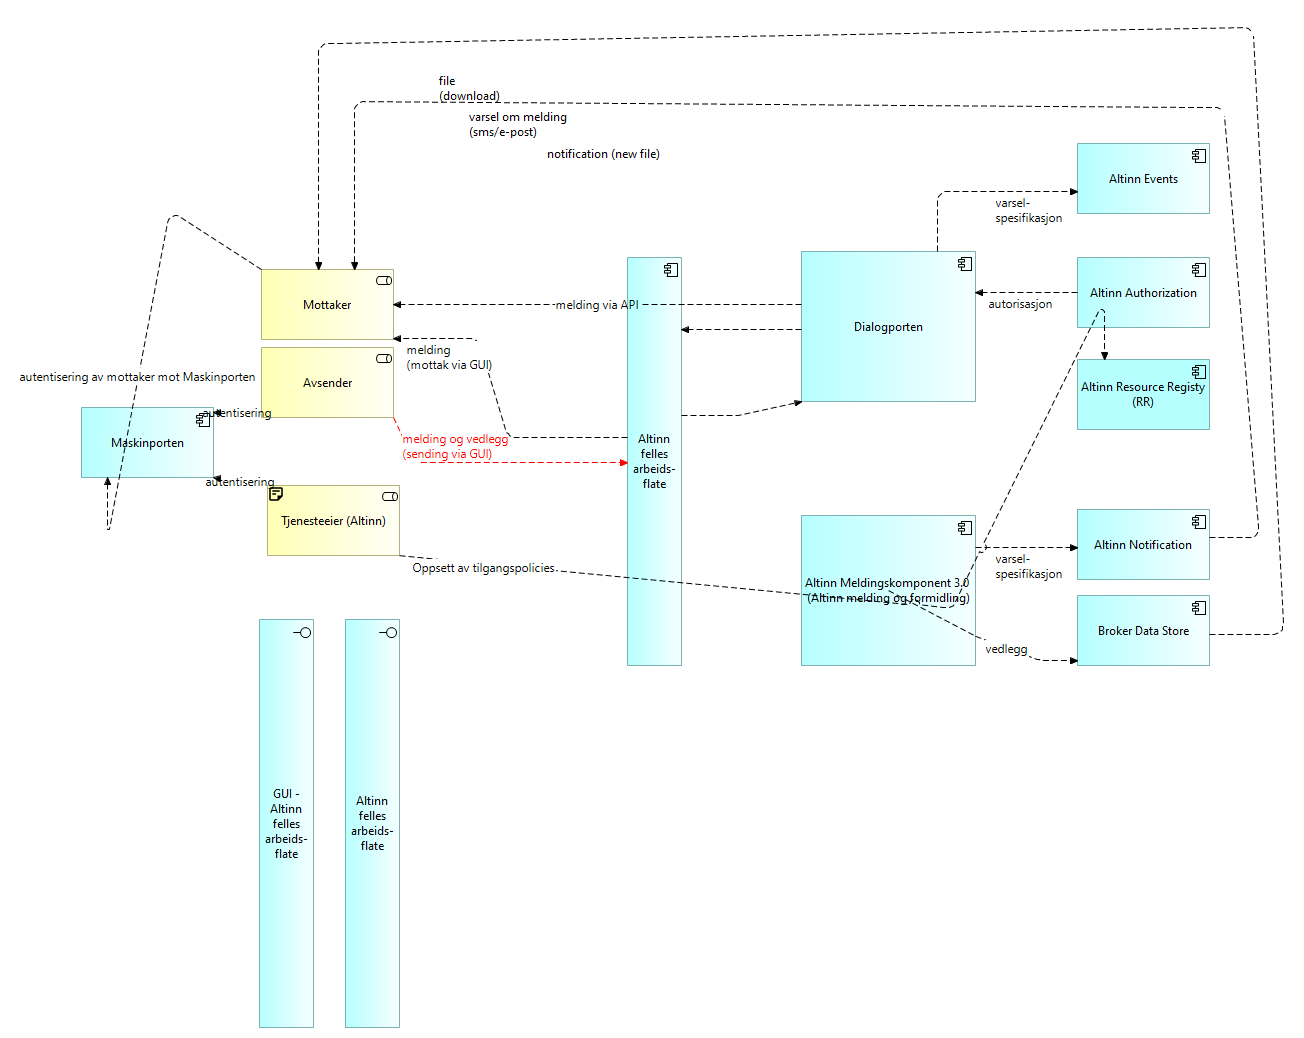 file
(download)
varsel om melding
(sms/e-post)
notification (new file)
Altinn Events
varsel-
spesifikasjon
Mottaker
melding via API
Dialogporten
Altinn Authorization
autorisasjon
melding
(mottak via GUI)
Avsender
autentisering av mottaker mot Maskinporten
Altinn Resource Registy
(RR)
autentisering
Maskinporten
melding og vedlegg
(sending via GUI)
Altinn
felles
arbeids-
flate
autentisering
Tjenesteeier (Altinn)
Oppsett av tilgangspolicies
Altinn Meldingskomponent 3.0
(Altinn melding og formidling)
Altinn Notification
varsel-
spesifikasjon
Broker Data Store
vedlegg
GUI -
Altinn
felles
arbeids-
flate
Altinn
felles
arbeids-
flate